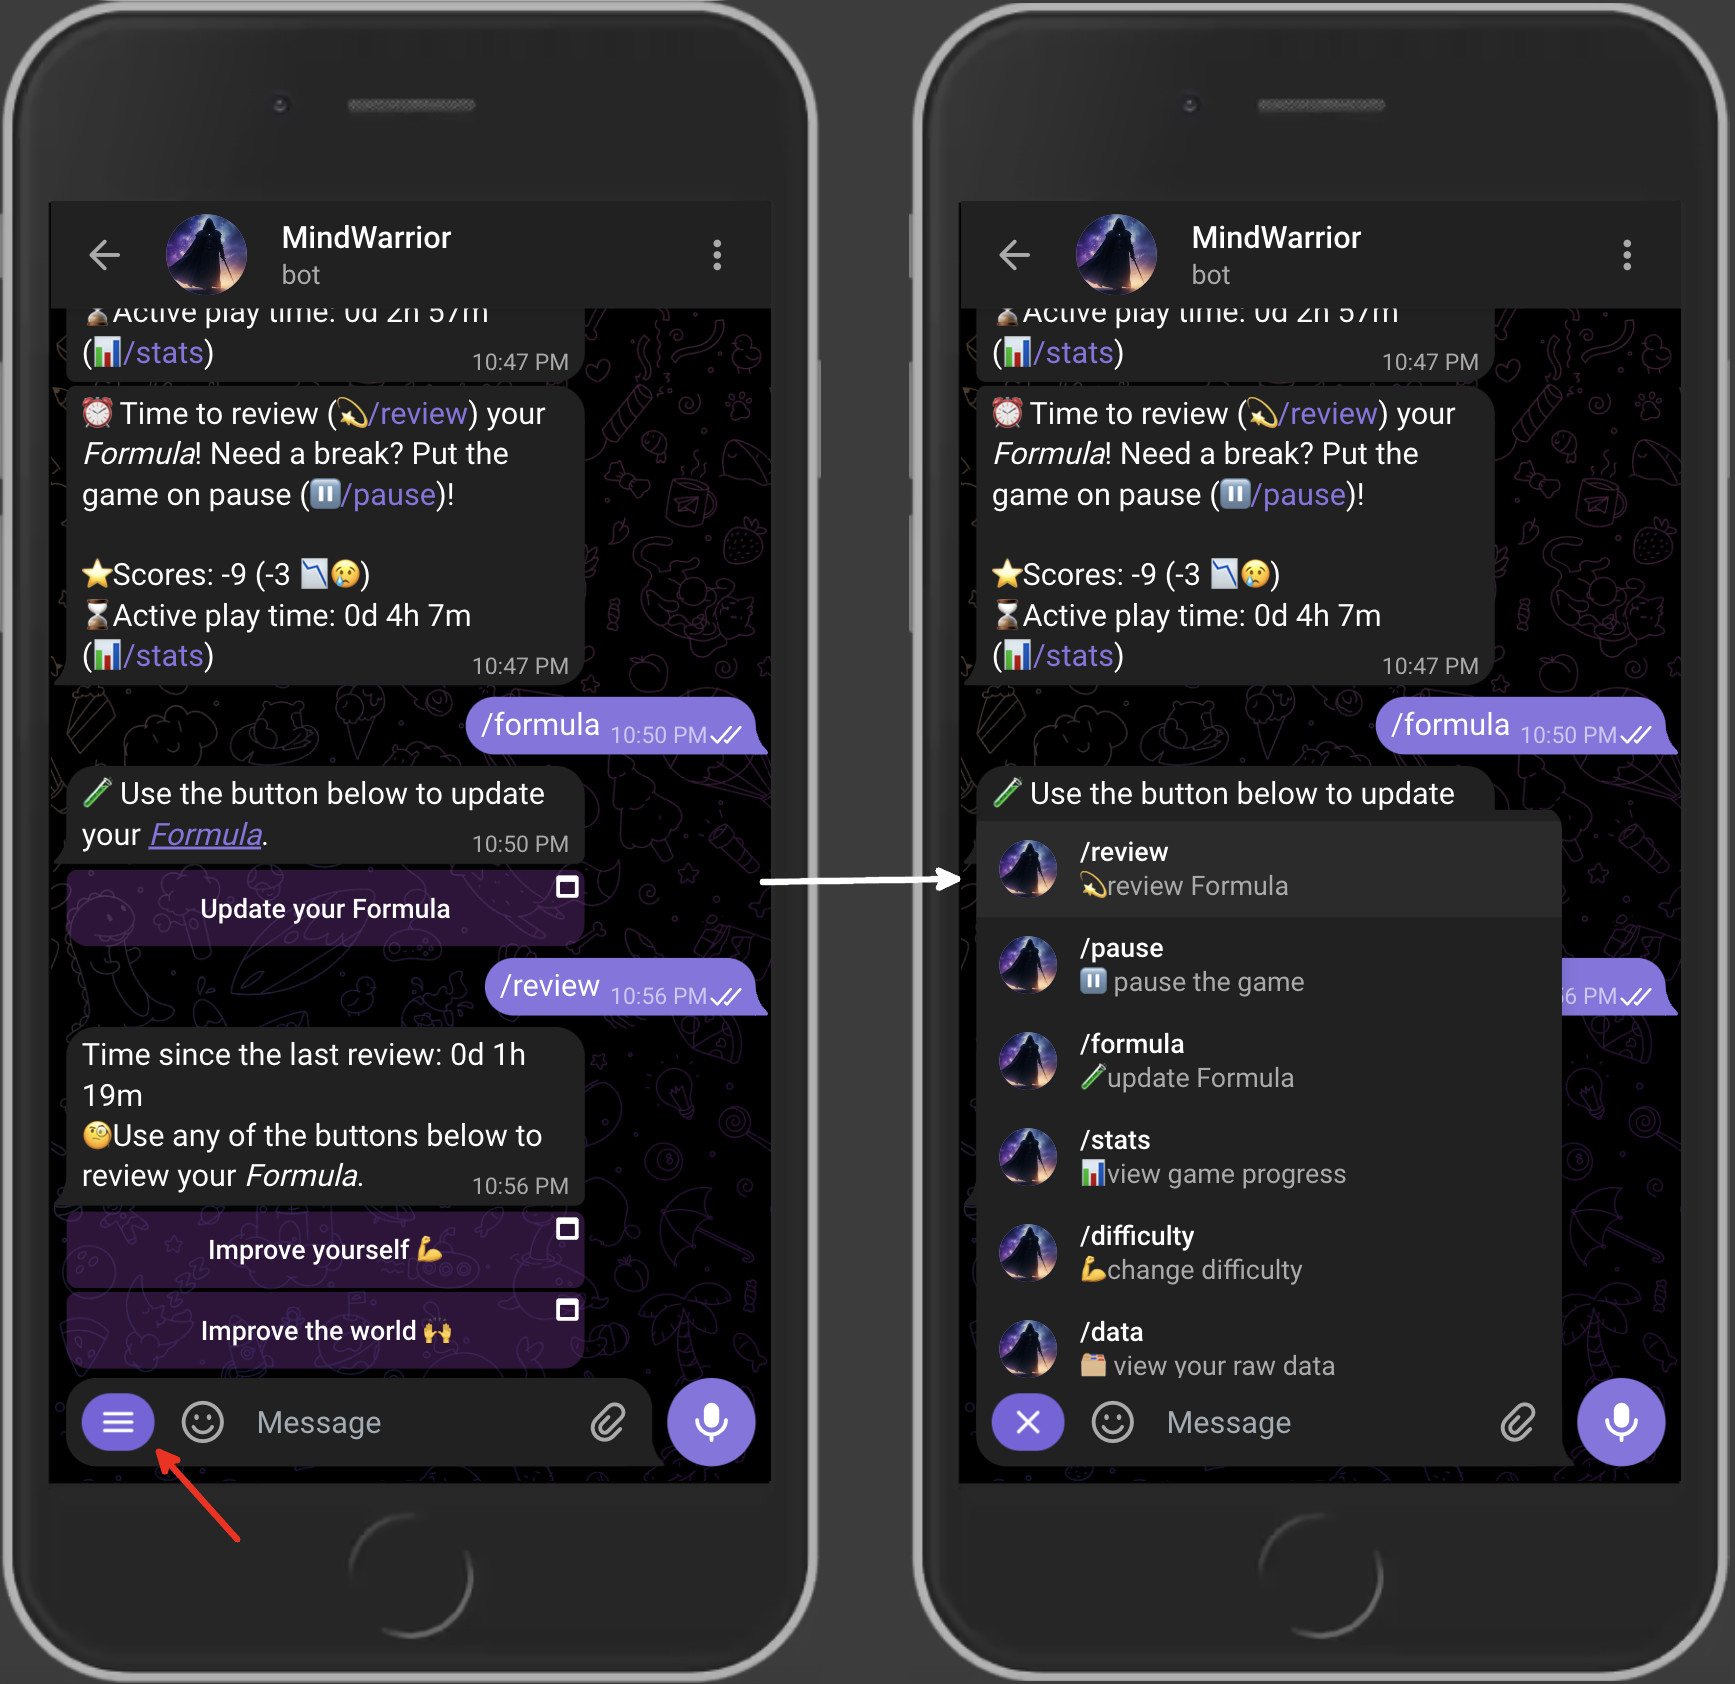 MindWarrior
bot
⌛Active play time: 0d 2h 57m
(📊/stats) 10:47 PM
⏰ Time to review (💫/review) your
Formula! Need a break? Put the
game on pause (⏸️/pause)!
⭐Scores: -9 (-3 📉😢)
⌛Active play time: 0d 4h 7m
(📊/stats) 10:47 PM
/formula 10:50 PM
🧪 Use the button below to update
your Formula. 10:50 PM
Update your Formula
/review 10:56 PM
Time since the last review: 0d 1h
19m
🧐Use any of the buttons below to
review your Formula. 10:56 PM
Improve yourself 💪
Improve the world 🙌
Message
MindWarrior
bot
⌛Active play time: 0d 2h 57m
(📊/stats) 10:47 PM
⏰ Time to review (💫/review) your
Formula! Need a break? Put the
game on pause (⏸️/pause)!
⭐Scores: -9 (-3 📉😢)
⌛Active play time: 0d 4h 7m
(📊/stats) 10:47 PM
/formula 10:50 PM
🧪 Use the button below to update
/review
💫review Formula
/pause
⏸️ pause the game
6 PM
/formula
🧪update Formula
/stats
📊view game progress
/difficulty
💪change difficulty
/data
🗂️ view your raw data
Message